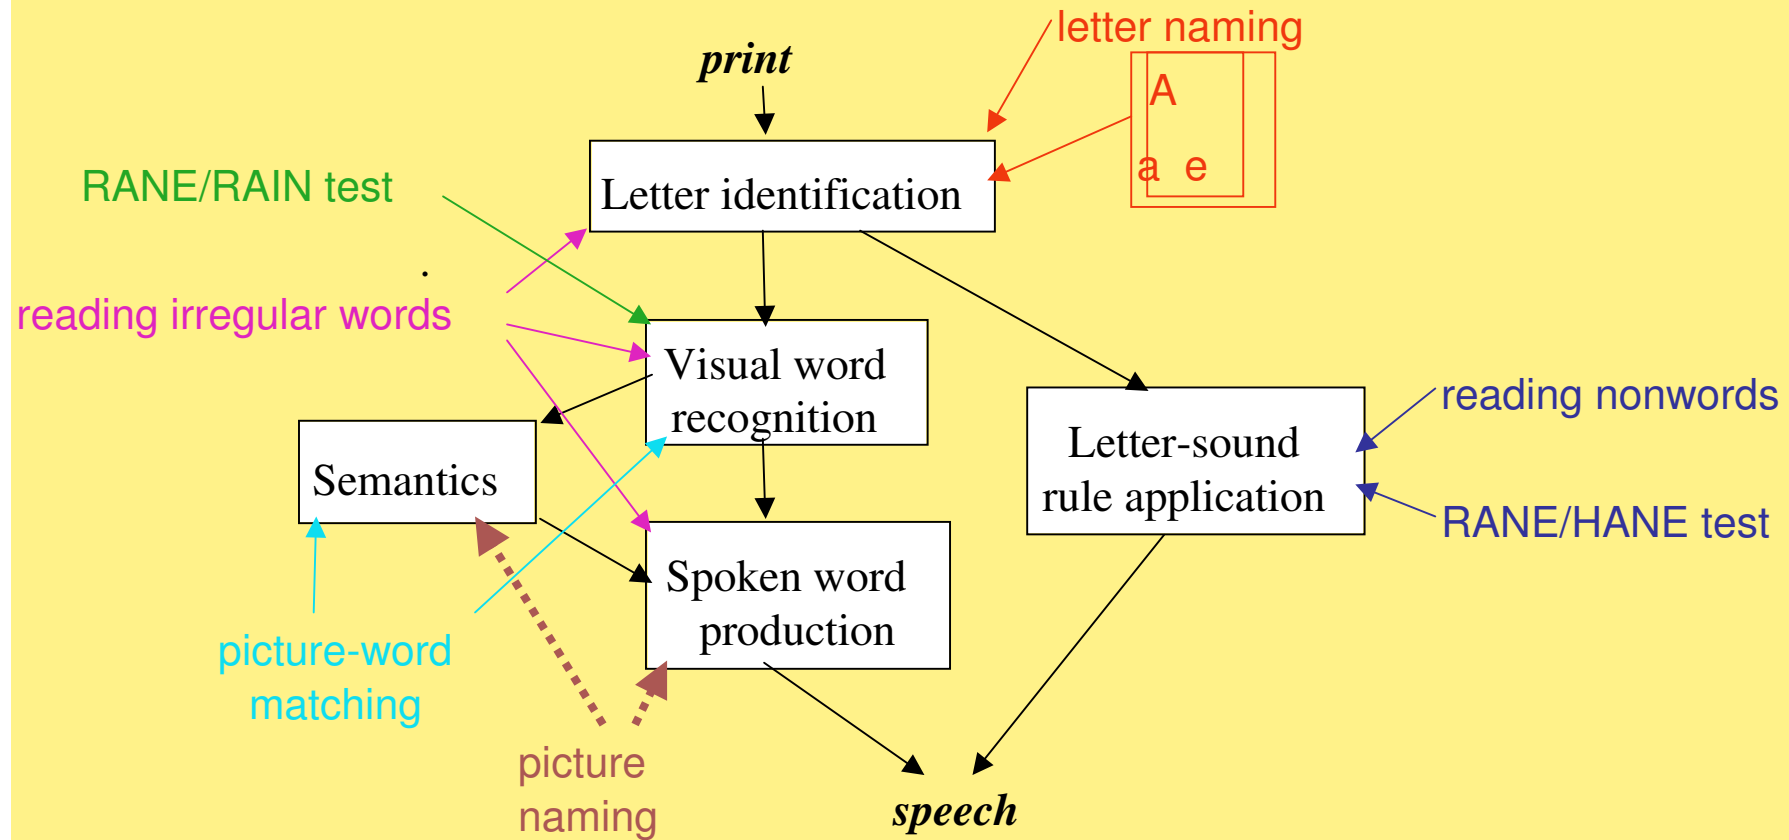 letter naming
print
A
a e
Letter identification
RANE/RAIN test
.
reading irregular words
Visual word
recognition
reading nonwords
Letter-sound
rule application
Semantics
RANE/HANE test
Spoken word
production
picture-word
matching
picture
naming
speech